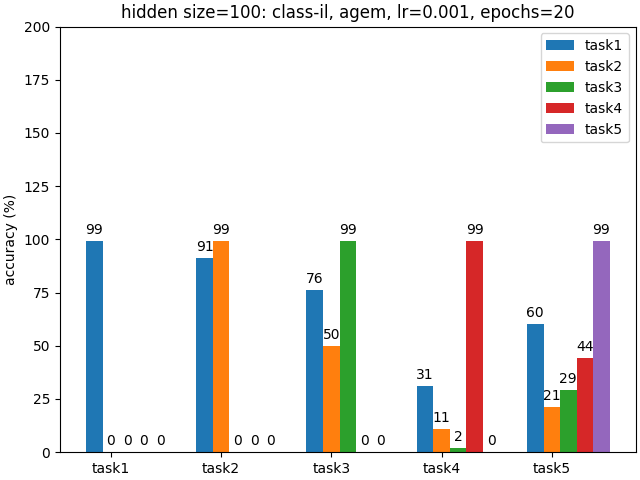 hidden size=100: class-il, agem, lr=0.001, epochs=20
accuracy (%)
200
175
150
125
100
75
50
25
0
task1
task2
task3
task4
task5
99 0 0 0 0
91 99 0 0 0
76 50 99 0 0
31 11 2 99 0
60 21 29 44 99
task1 task2 task3 task4 task5